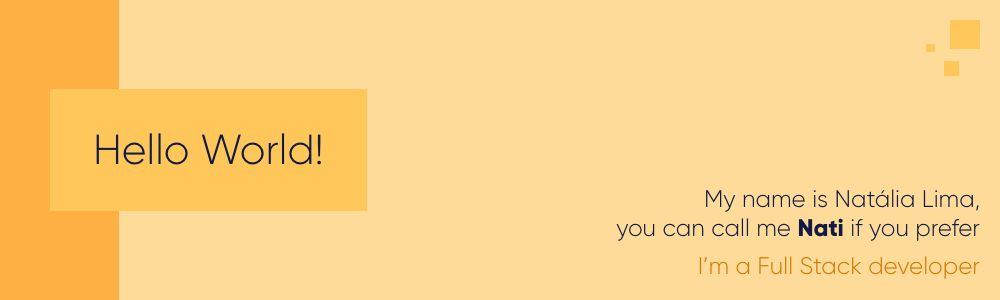 Hello World!
My name is Natália Lima,
you can call me Nati if you prefer
I'm a Full Stack developer